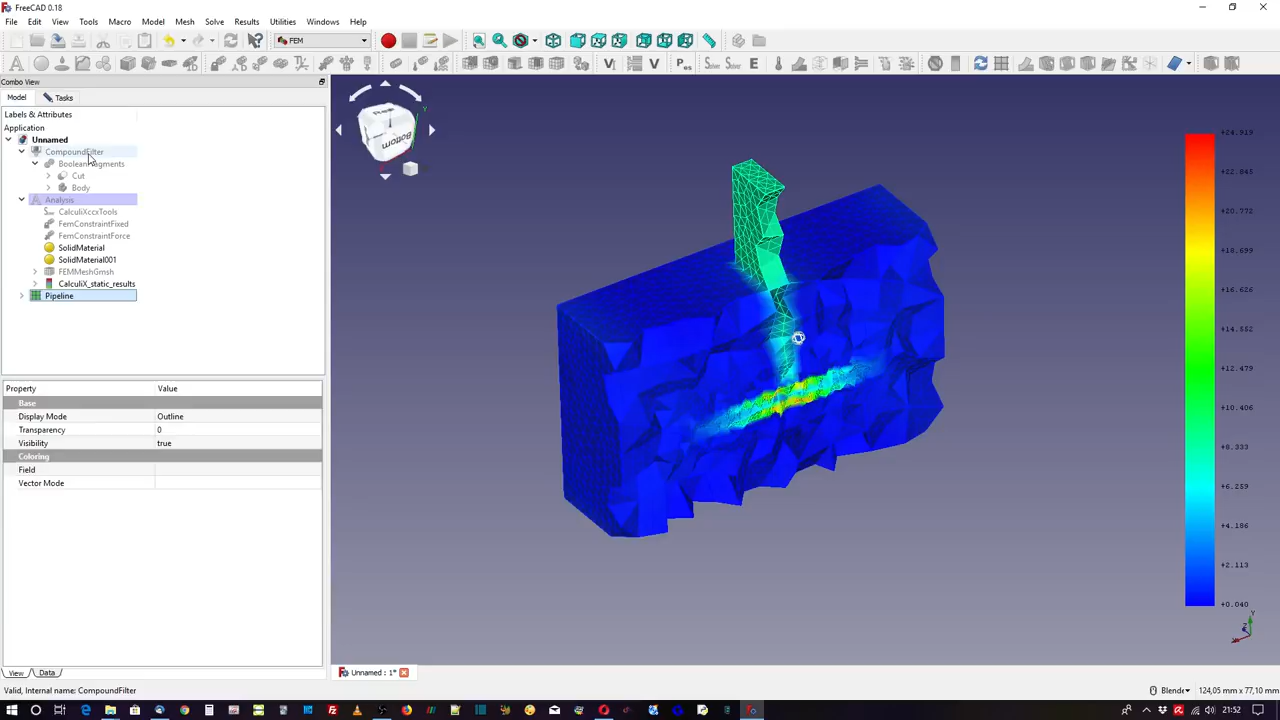 FreeCAD 0.18
File Edit View Tools Macro Model Mesh Solve Results Utilities Windows Help
FEM
Combo View
Model Tasks
Labels & Attributes
Application
Unnamed
CompoundFilter
BooleanFragments
Cut
Body
Analysis
CalculiXccxTools
FemConstraintFixed
FemConstraintForce
SolidMaterial
SolidMaterial001
FEMMeshGmsh
CalculiX_static_results
Pipeline
Property Value
Base
Display Mode Outline
Transparency 0
Visibility true
Coloring
Field
Vector Mode
View Data
Rear
Bottom
Y
+24.919
+22.845
+20.772
+18.699
+16.626
+14.552
+12.479
+10.406
+8.333
+6.259
+4.186
+2.113
+0.040
Y
Z
X
Unnamed : 1*
Valid, Internal name: CompoundFilter
Blender 124,05 mm x 77,10 mm
21:52